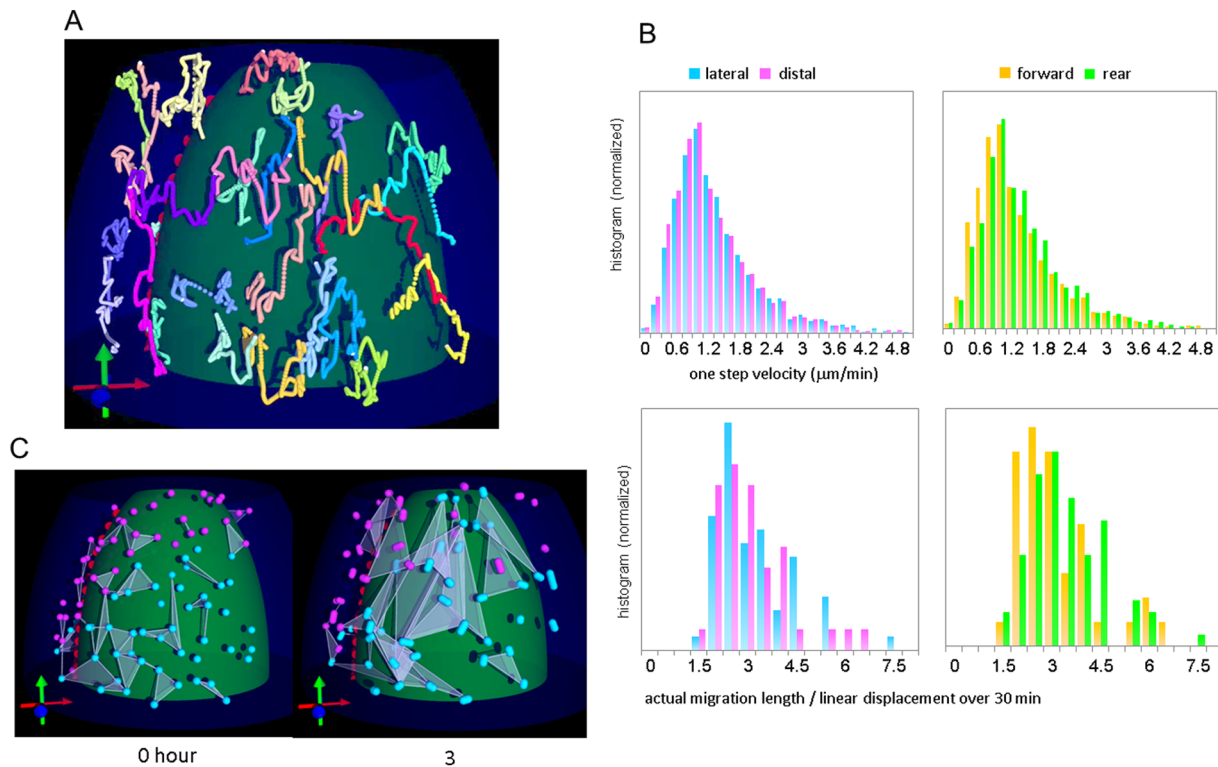 A
B
lateral distal
forward rear
histogram (normalized)
0 0.6 1.2 1.8 2.4 3 3.6 4.2 4.8
0 0.6 1.2 1.8 2.4 3 3.6 4.2 4.8
one step velocity (μm/min)
C
histogram (normalized)
0 1.5 3 4.5 6 7.5
0 1.5 3 4.5 6 7.5
actual migration length / linear displacement over 30 min
0 hour
3